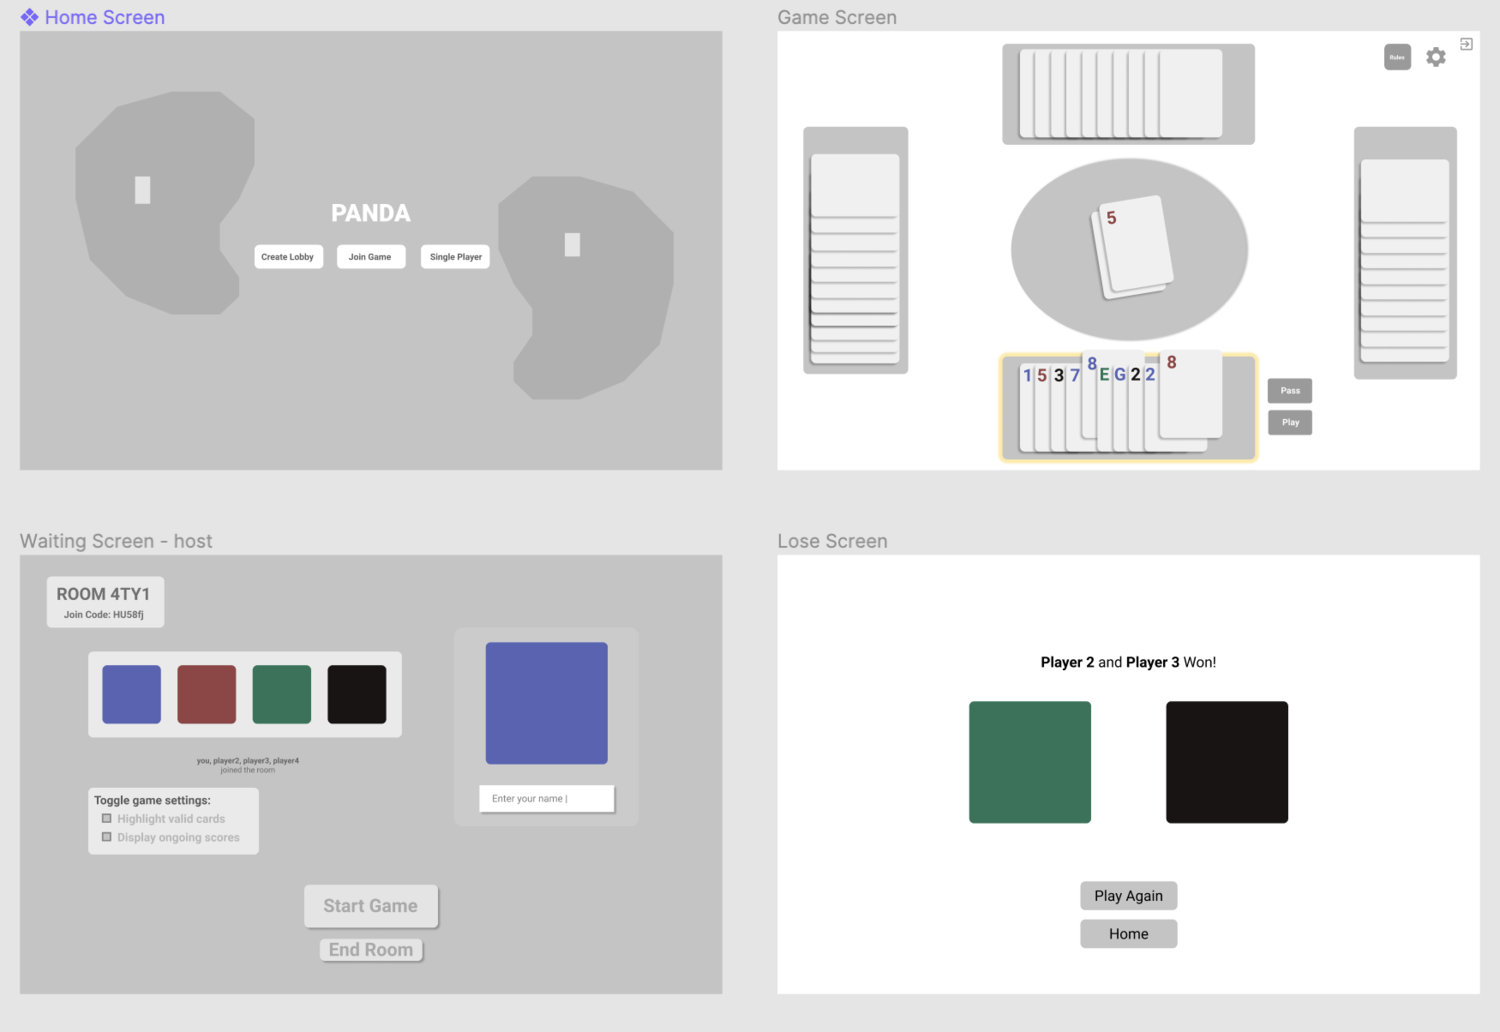 Home Screen
PANDA
Create Lobby
Join Game
Single Player
Game Screen
Rules
5
1 5 3 7 8 E G 2 2 8
Pass
Play
Waiting Screen - host
ROOM 4TY1
Join Code: HU58fj
you, player2, player3, player4
joined the room
Toggle game settings:
Highlight valid cards
Display ongoing scores
Enter your name |
Start Game
End Room
Lose Screen
Player 2 and Player 3 Won!
Play Again
Home